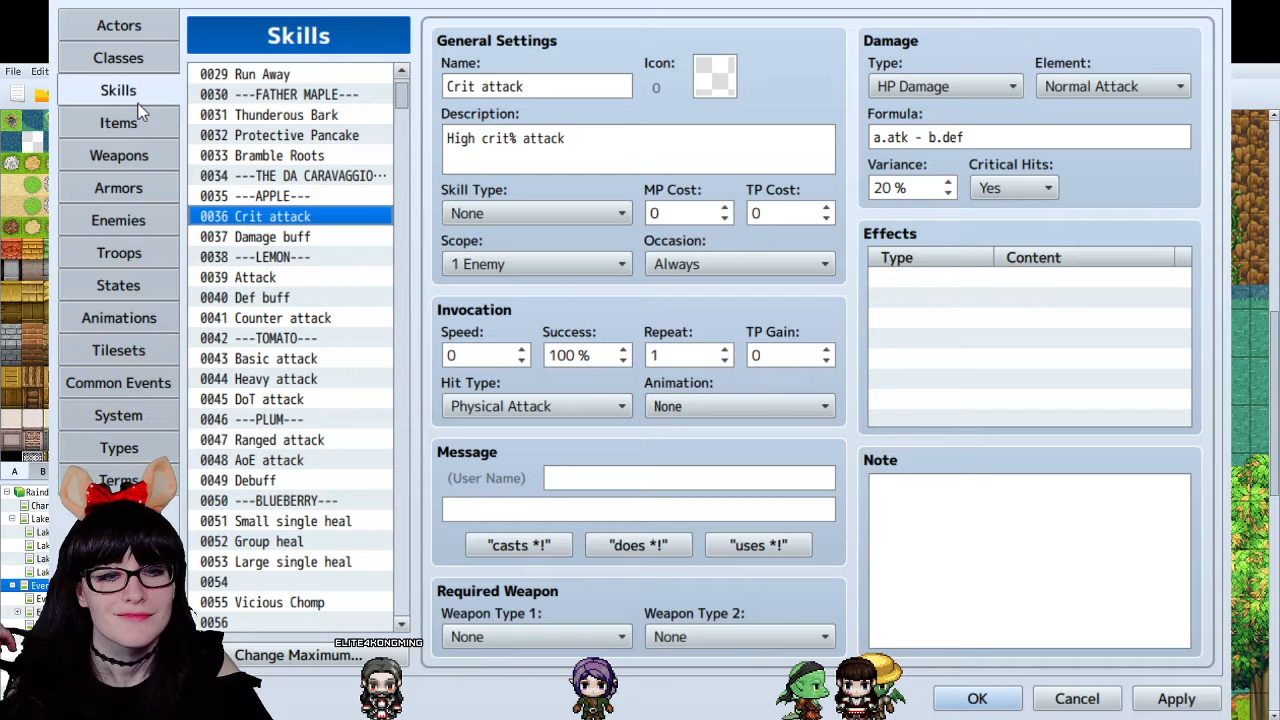 File Edit
Actors
Classes
Skills
Items
Weapons
Armors
Enemies
Troops
States
Animations
Tilesets
Common Events
System
Types
Terms
Skills
0029 Run Away
0030 ---FATHER MAPLE---
0031 Thunderous Bark
0032 Protective Pancake
0033 Bramble Roots
0034 ---THE DA CARAVAGGIO···
0035 ---APPLE---
0036 Crit attack
0037 Damage buff
0038 ---LEMON---
0039 Attack
0040 Def buff
0041 Counter attack
0042 ---TOMATO---
0043 Basic attack
0044 Heavy attack
0045 DoT attack
0046 ---PLUM---
0047 Ranged attack
0048 AoE attack
0049 Debuff
0050 ---BLUEBERRY---
0051 Small single heal
0052 Group heal
0053 Large single heal
0054
0055 Vicious Chomp
0056
Change Maximum...
General Settings
Name: Icon:
Crit attack 0
Description:
High crit% attack
Skill Type: MP Cost: TP Cost:
None 0 0
Scope: Occasion:
1 Enemy Always
Invocation
Speed: Success: Repeat: TP Gain:
0 100 % 1 0
Hit Type: Animation:
Physical Attack None
Message
(User Name)
"casts *!" "does *!" "uses *!"
Required Weapon
Weapon Type 1: Weapon Type 2:
None None
Damage
Type: Element:
HP Damage Normal Attack
Formula:
a.atk - b.def
Variance: Critical Hits:
20 % Yes
Effects
Type Content
Note
OK Cancel Apply
A B
ELITE4KONGMING